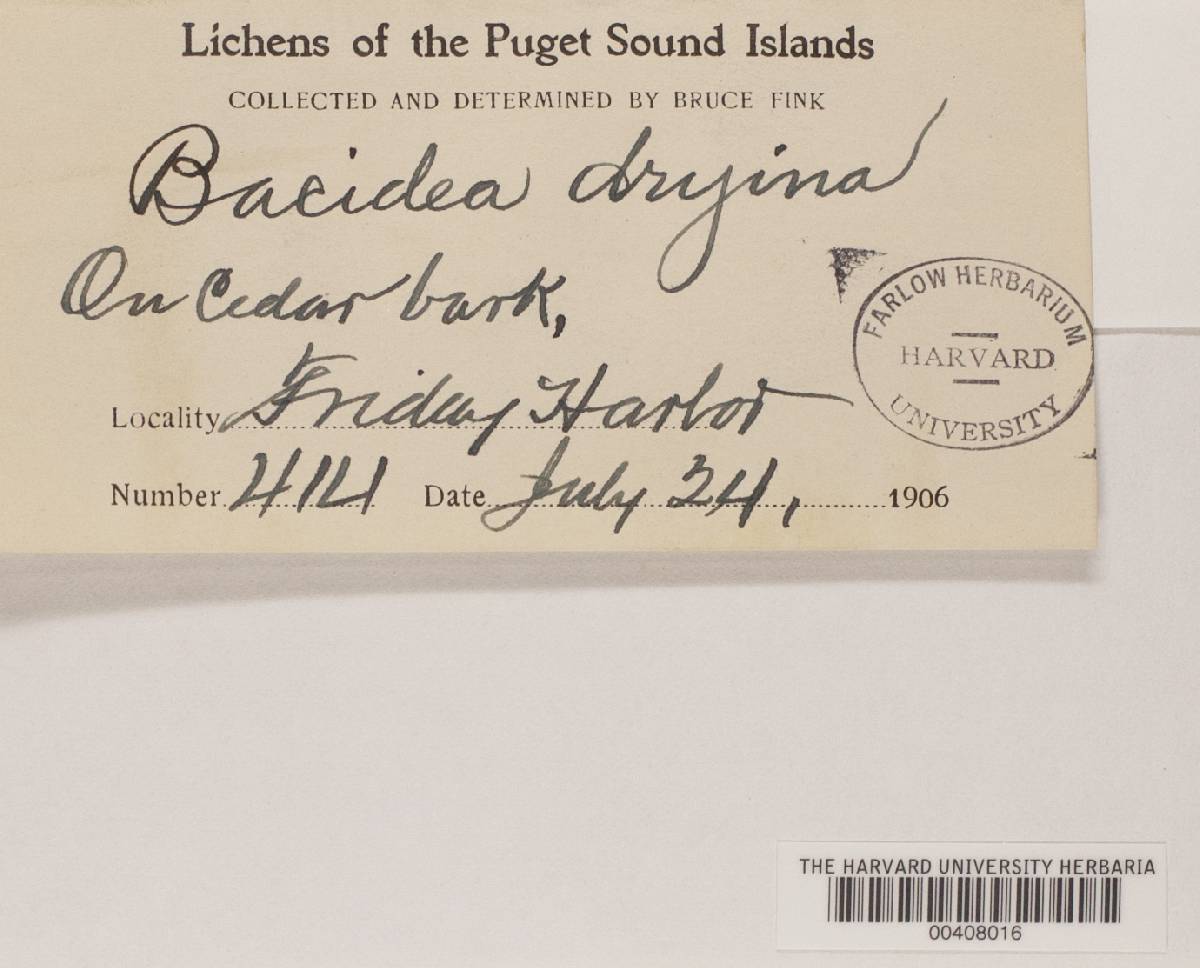 Lichens of the Puget Sound Islands
COLLECTED AND DETERMINED BY BRUCE FINK
Bacidea dryina
On Cedar bark,
Locality Friday Harbor
Number 414 Date July 24, 1906
FARLOW HERBARIUM
HARVARD
UNIVERSITY
THE HARVARD UNIVERSITY HERBARIA
00408016